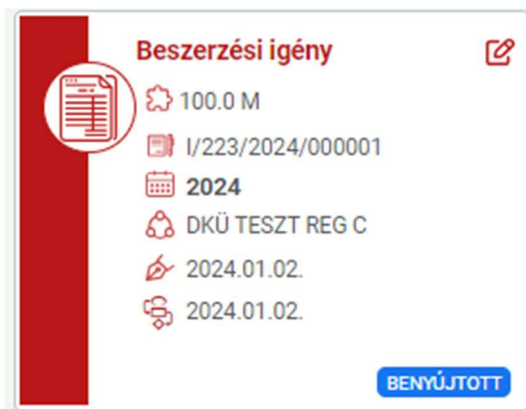 Beszerzési igény
100.0 M
I/223/2024/000001
2024
DKÜ TESZT REG C
2024.01.02.
2024.01.02.
BENYÚJTOTT